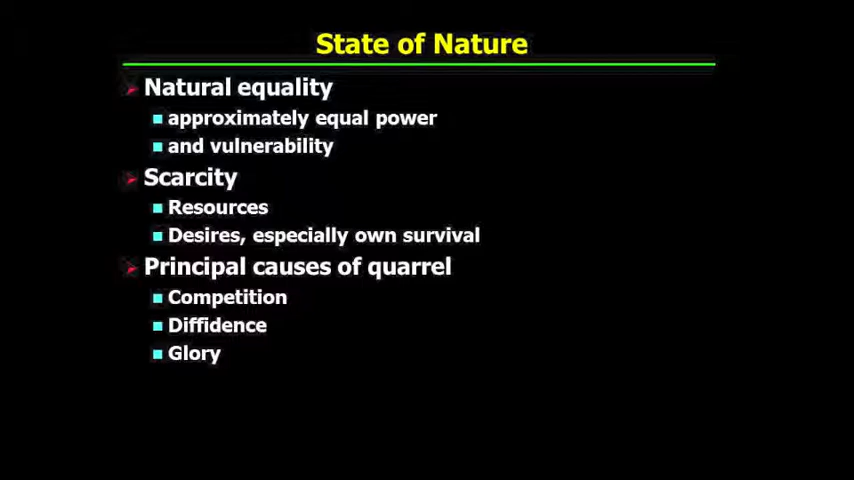 State of Nature
Natural equality
approximately equal power
and vulnerability
Scarcity
Resources
Desires, especially own survival
Principal causes of quarrel
Competition
Diffidence
Glory